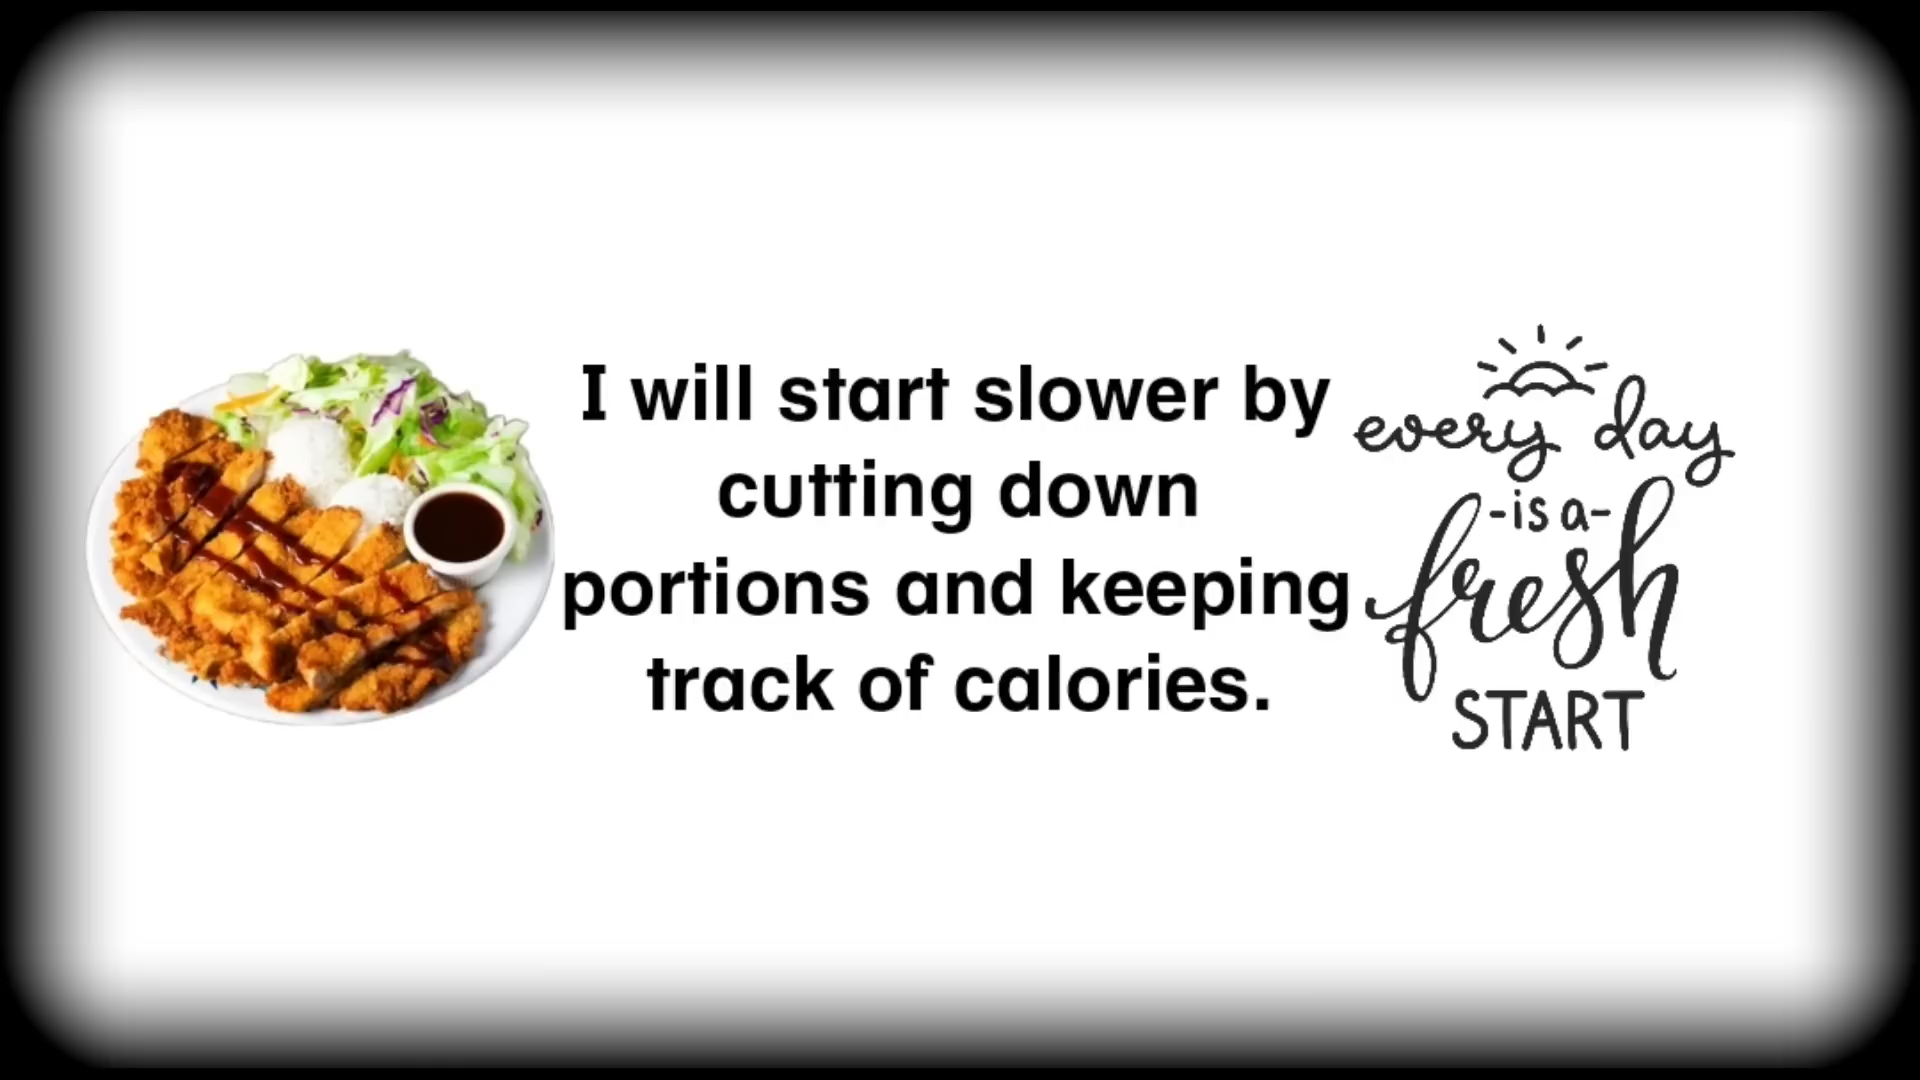 I will start slower by
cutting down
portions and keeping
track of calories.
every day
-is a-
fresh
START